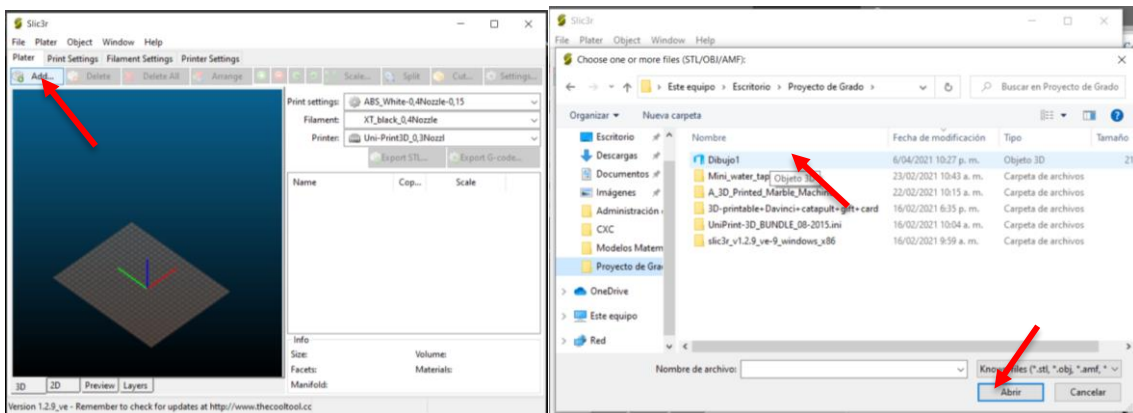 Slic3r
File Plater Object Window Help
Plater Print Settings Filament Settings Printer Settings
Add... Delete Delete All Arrange Scale... Split Cut... Settings...
Print settings: ABS_White-0,4Nozzle-0,15
Filament: XT_black_0,4Nozzle
Printer: Uni-Print3D_0,3Nozzl
Export STL... Export G-code...
Name Cop... Scale
Info
Size: Volume:
Facets: Materials:
Manifold:
3D 2D Preview Layers
Version 1.2.9_ve - Remember to check for updates at http://www.thecooltool.cc
Slic3r
File Plater Object Window Help
Choose one or more files (STL/OBJ/AMF):
Este equipo > Escritorio > Proyecto de Grado >
Buscar en Proyecto de Grado
Organizar Nueva carpeta
Escritorio
Descargas
Documentos
Imágenes
Administración
CXC
Modelos Matem
Proyecto de Gra
OneDrive
Este equipo
Red
Nombre Fecha de modificación Tipo Tamaño
Dibujo1 6/04/2021 10:27 p. m. Objeto 3D 21
Mini_water_tap 23/02/2021 10:43 a. m. Carpeta de archivos
Objeto 3D
A_3D_Printed_Marble_Machin 22/02/2021 10:15 a. m. Carpeta de archivos
3D-printable+Davinci+catapult+gift+card 16/02/2021 6:35 p. m. Carpeta de archivos
UniPrint-3D_BUNDLE_08-2015.ini 16/02/2021 10:04 a. m. Carpeta de archivos
slic3r_v1.2.9_ve-9_windows_x86 16/02/2021 9:59 a. m. Carpeta de archivos
Nombre de archivo:
files (*.stl, *.obj, *.amf, *
Abrir Cancelar